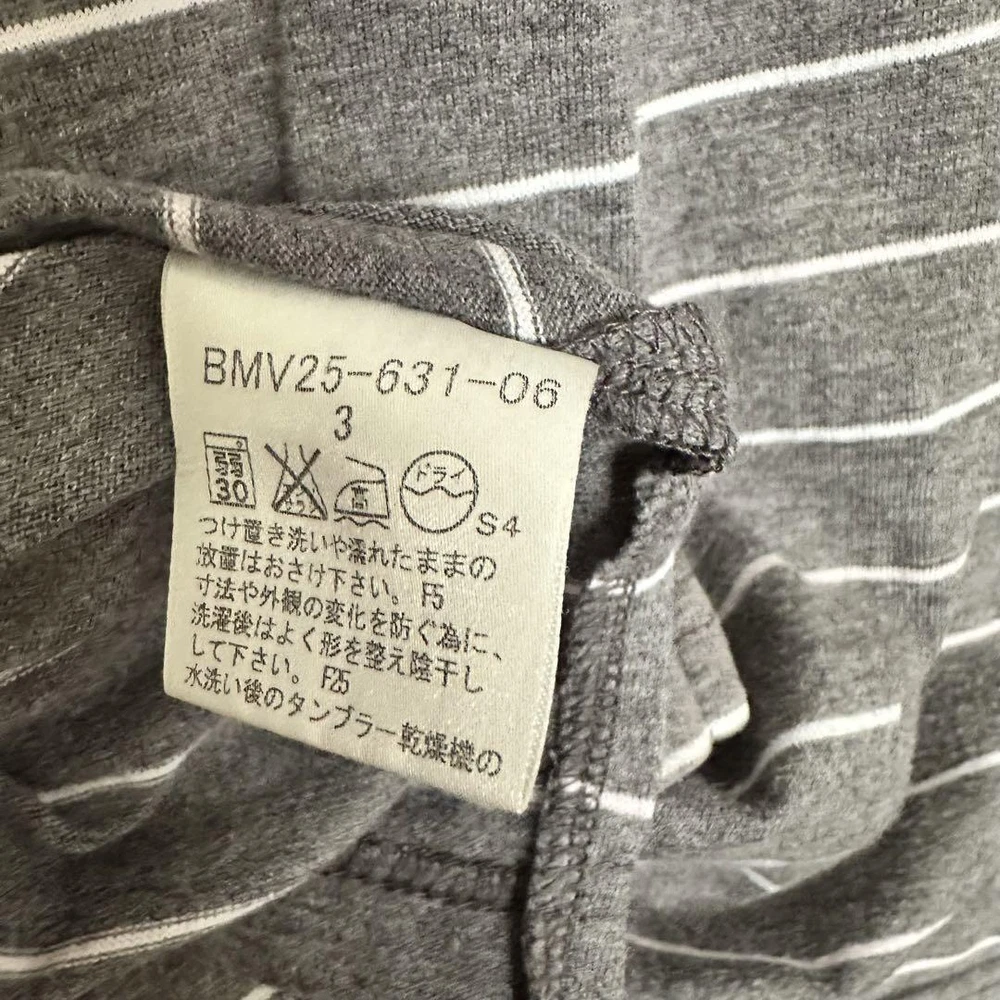 BMV25-631-06
3
30
高
ドライ
S4
つけ置き洗いや濡れたままの
放置はおさけ下さい。 F5
寸法や外観の変化を防ぐ為に、
洗濯後はよく形を整え陰干し
して下さい。 F25
水洗い後のタンブラー乾燥機の